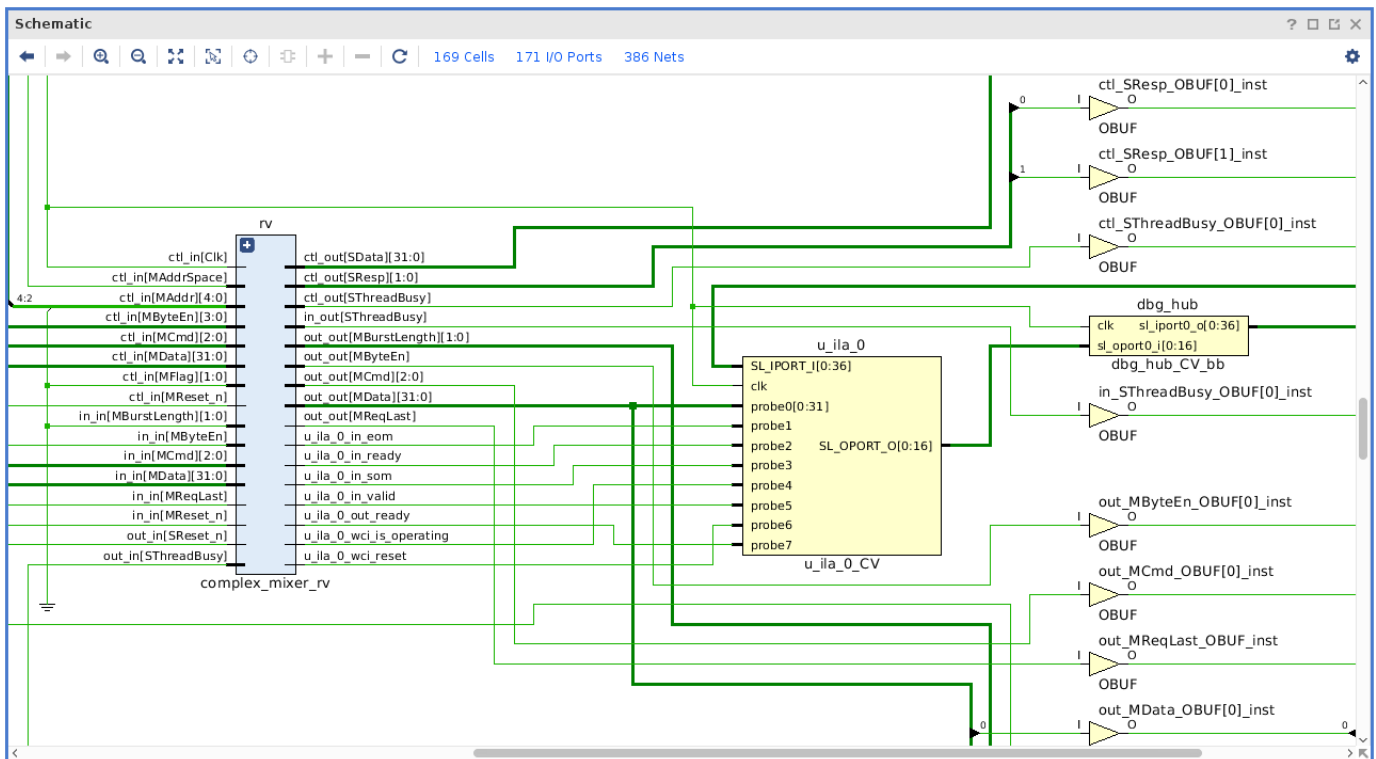 Schematic
169 Cells 171 I/O Ports 386 Nets
ctl_SResp_OBUF[0]_inst
0
I
O
OBUF
ctl_SResp_OBUF[1]_inst
1
I
O
OBUF
ctl_SThreadBusy_OBUF[0]_inst
I
O
OBUF
rv
ctl_in[Clk]
ctl_in[MAddrSpace]
4:2
ctl_in[MAddr][4:0]
ctl_in[MByteEn][3:0]
ctl_in[MCmd][2:0]
ctl_in[MData][31:0]
ctl_in[MFlag][1:0]
ctl_in[MReset_n]
in_in[MBurstLength][1:0]
in_in[MByteEn]
in_in[MCmd][2:0]
in_in[MData][31:0]
in_in[MReqLast]
in_in[MReset_n]
out_in[SReset_n]
out_in[SThreadBusy]
ctl_out[SData][31:0]
ctl_out[SResp][1:0]
ctl_out[SThreadBusy]
in_out[SThreadBusy]
out_out[MBurstLength][1:0]
out_out[MByteEn]
out_out[MCmd][2:0]
out_out[MData][31:0]
out_out[MReqLast]
u_ila_0_in_eom
u_ila_0_in_ready
u_ila_0_in_som
u_ila_0_in_valid
u_ila_0_out_ready
u_ila_0_wci_is_operating
u_ila_0_wci_reset
complex_mixer_rv
u_ila_0
SL_IPORT_I[0:36]
clk
probe0[0:31]
probe1
probe2
probe3
probe4
probe5
probe6
probe7
SL_OPORT_O[0:16]
u_ila_0_CV
dbg_hub
clk
sl_iport0_o[0:36]
sl_oport0_i[0:16]
dbg_hub_CV_bb
in_SThreadBusy_OBUF[0]_inst
I
O
OBUF
out_MByteEn_OBUF[0]_inst
I
O
OBUF
out_MCmd_OBUF[0]_inst
I
O
OBUF
out_MReqLast_OBUF_inst
I
O
OBUF
out_MData_OBUF[0]_inst
0
I
O
0